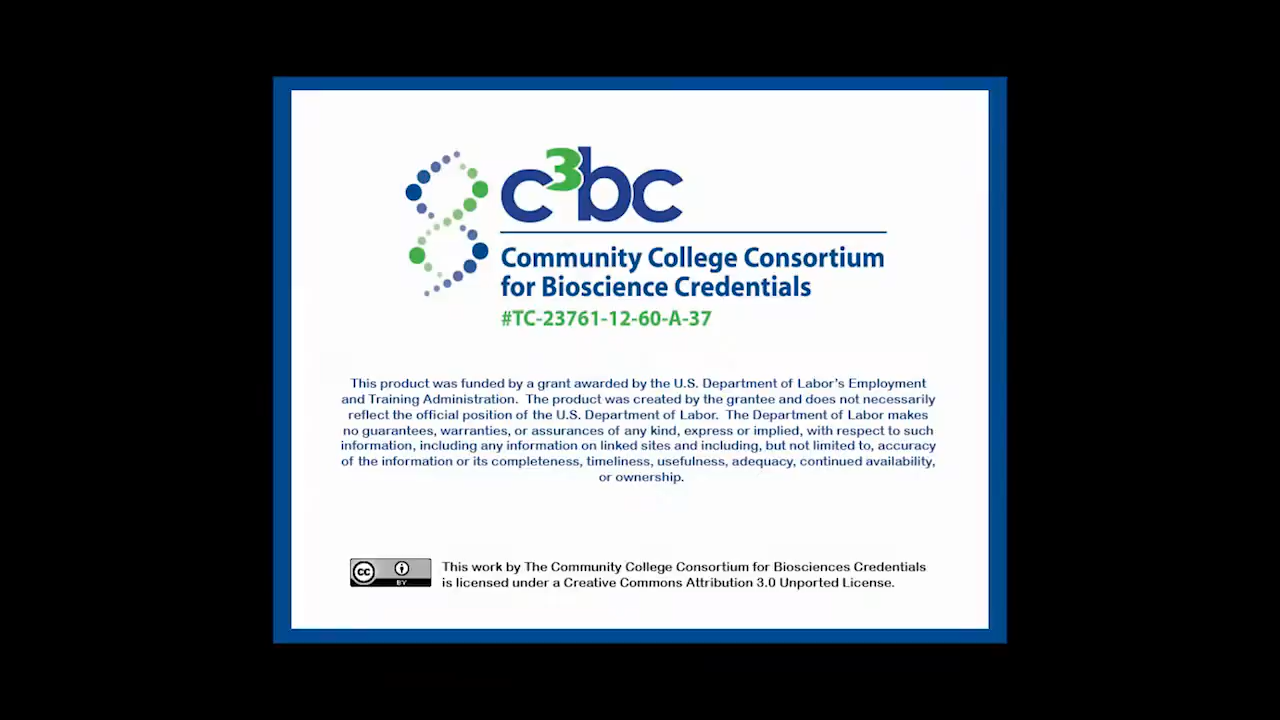 c³bc
Community College Consortium
for Bioscience Credentials
#TC-23761-12-60-A-37
This product was funded by a grant awarded by the U.S. Department of Labor’s Employment
and Training Administration. The product was created by the grantee and does not necessarily
reflect the official position of the U.S. Department of Labor. The Department of Labor makes
no guarantees, warranties, or assurances of any kind, express or implied, with respect to such
information, including any information on linked sites and including, but not limited to, accuracy
of the information or its completeness, timeliness, usefulness, adequacy, continued availability,
or ownership.
cc BY
This work by The Community College Consortium for Biosciences Credentials
is licensed under a Creative Commons Attribution 3.0 Unported License.